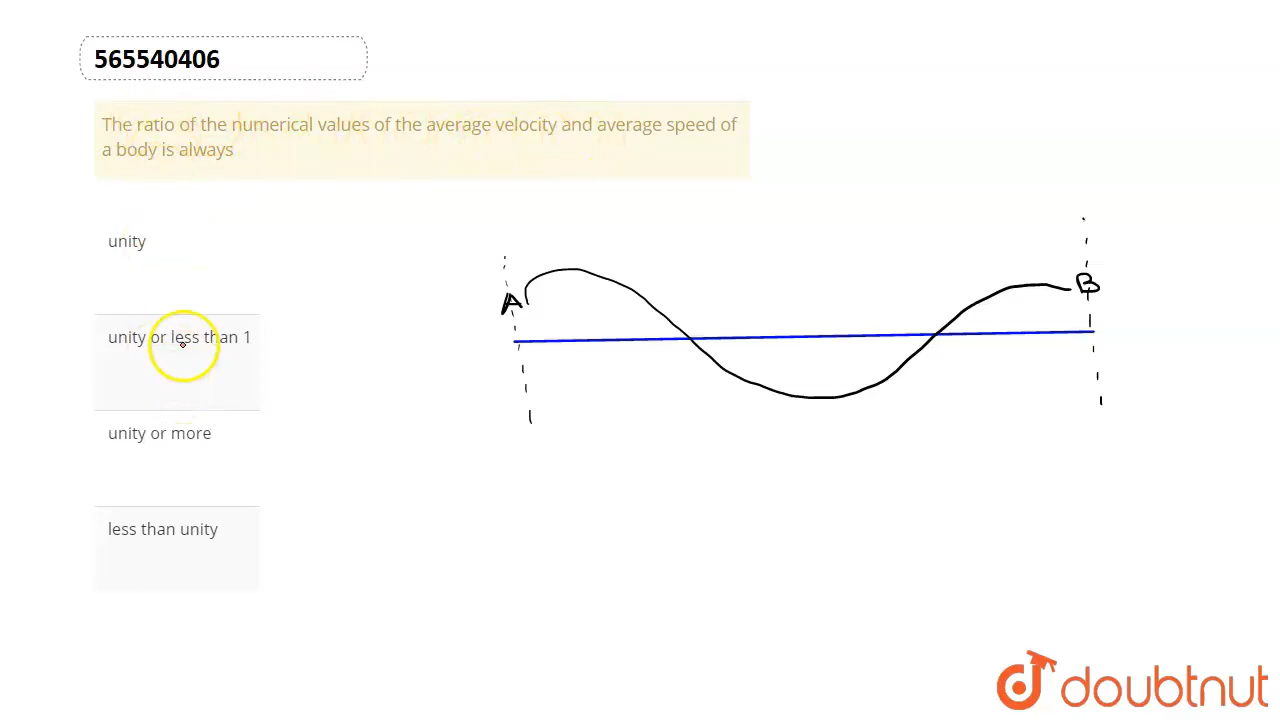 565540406
The ratio of the numerical values of the average velocity and average speed of
a body is always
unity
A
B
unity or less than 1
unity or more
less than unity
doubtnut